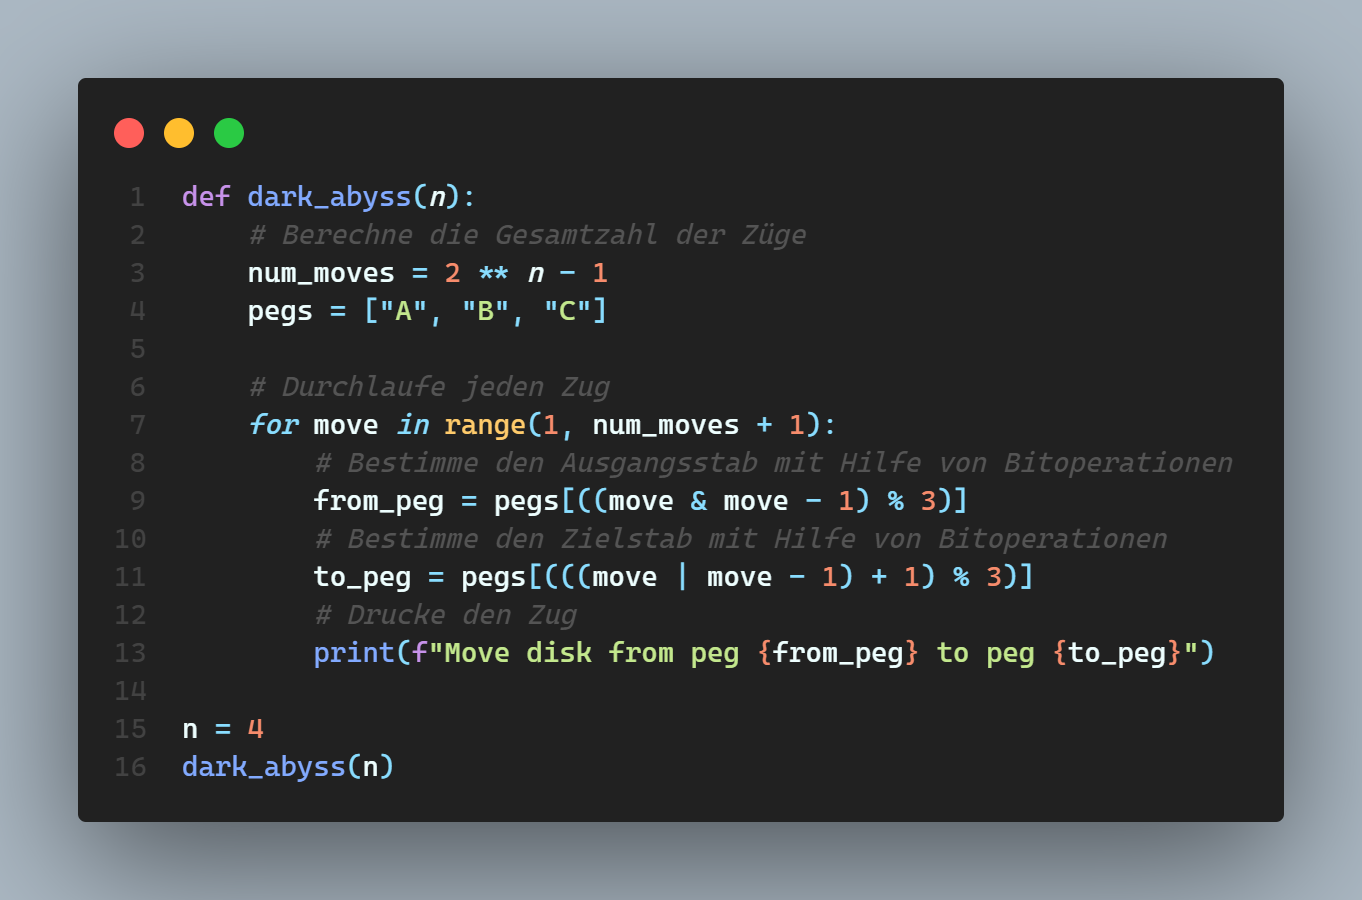 1 def dark_abyss(n):
2     # Berechne die Gesamtzahl der Züge
3     num_moves = 2 ** n - 1
4     pegs = ["A", "B", "C"]
5
6     # Durchlaufe jeden Zug
7     for move in range(1, num_moves + 1):
8         # Bestimme den Ausgangsstab mit Hilfe von Bitoperationen
9         from_peg = pegs[((move & move - 1) % 3)]
10         # Bestimme den Zielstab mit Hilfe von Bitoperationen
11         to_peg = pegs[(((move | move - 1) + 1) % 3)]
12         # Drucke den Zug
13         print(f"Move disk from peg {from_peg} to peg {to_peg}")
14
15 n = 4
16 dark_abyss(n)